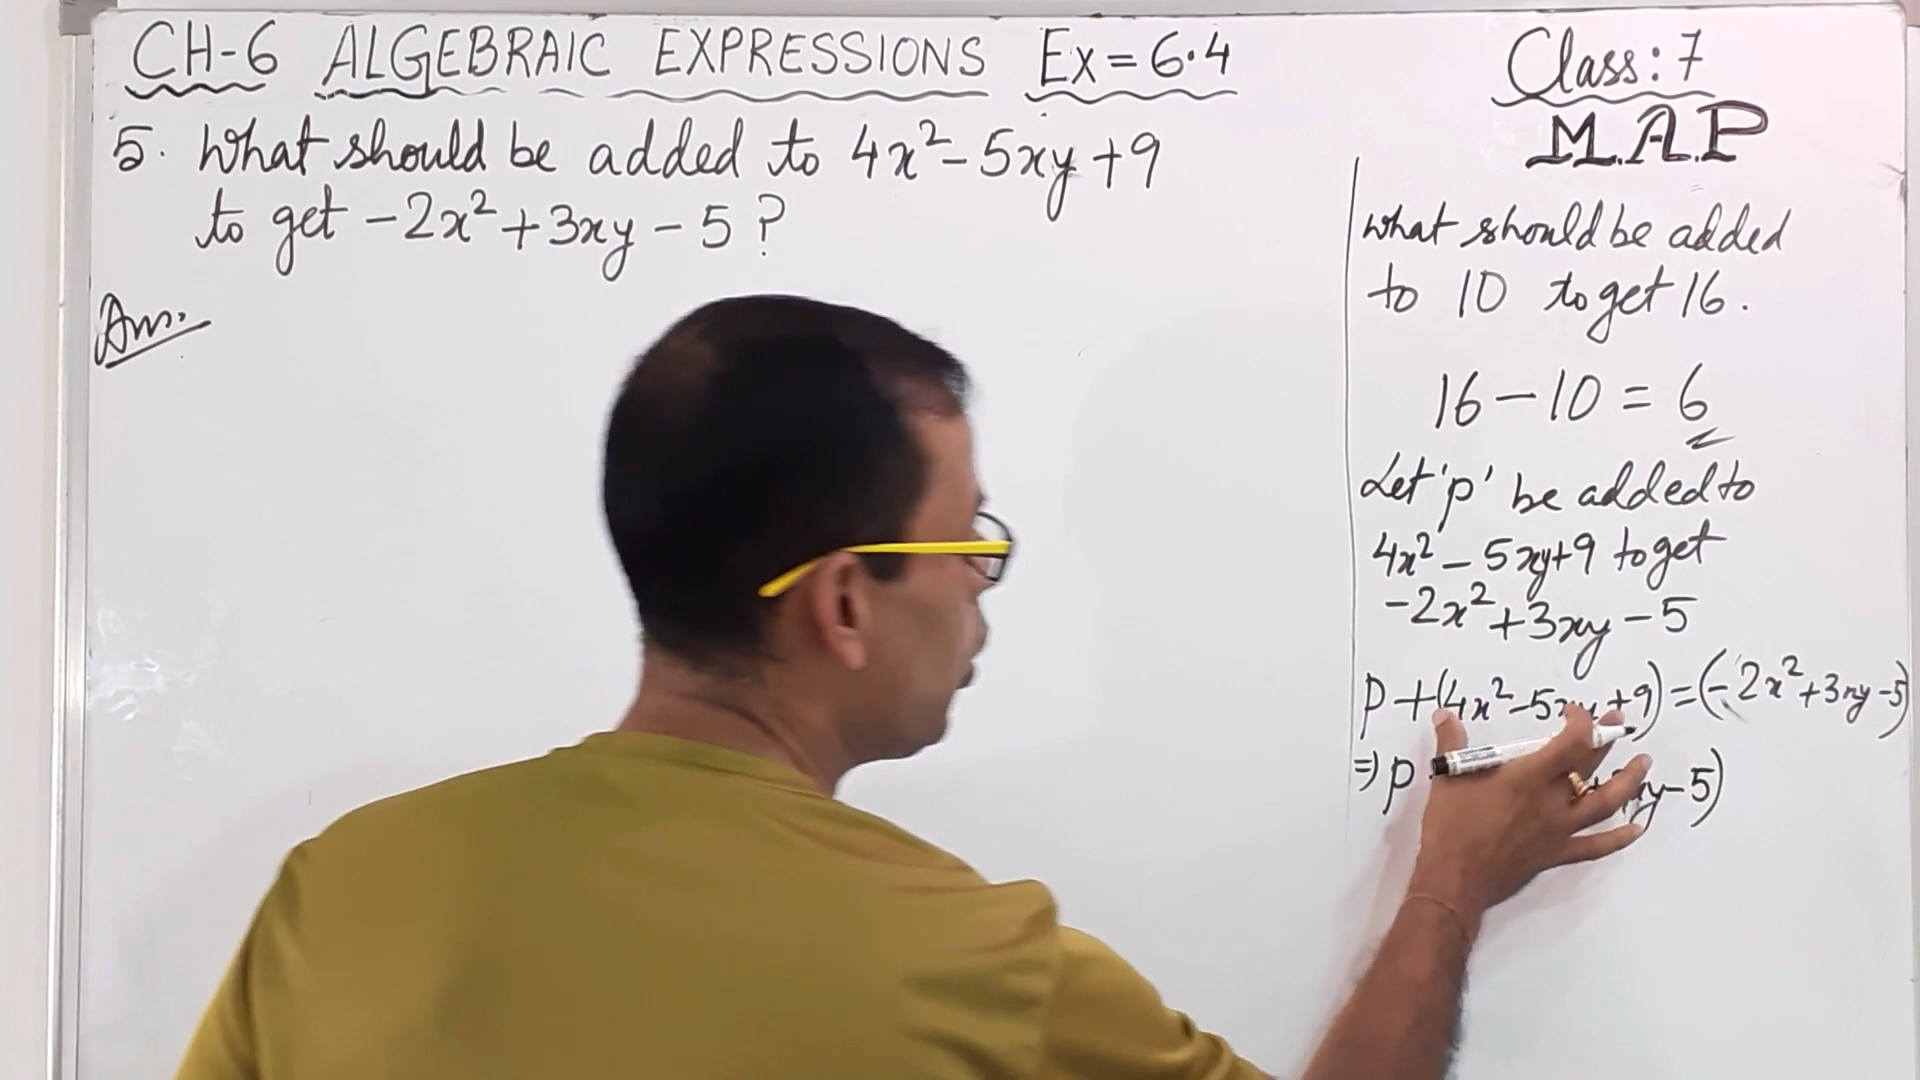 CH-6 ALGEBRAIC EXPRESSIONS Ex = 6.4
Class: 7
M.A.P
5. What should be added to 4x² - 5xy + 9
to get -2x² + 3xy - 5 ?
Ans:
What should be added
to 10 to get 16.
16 - 10 = 6
Let 'p' be added to
4x² - 5xy + 9 to get
-2x² + 3xy - 5
p + (4x² - 5xy + 9) = (-2x² + 3xy - 5)
⇒ p xy - 5)